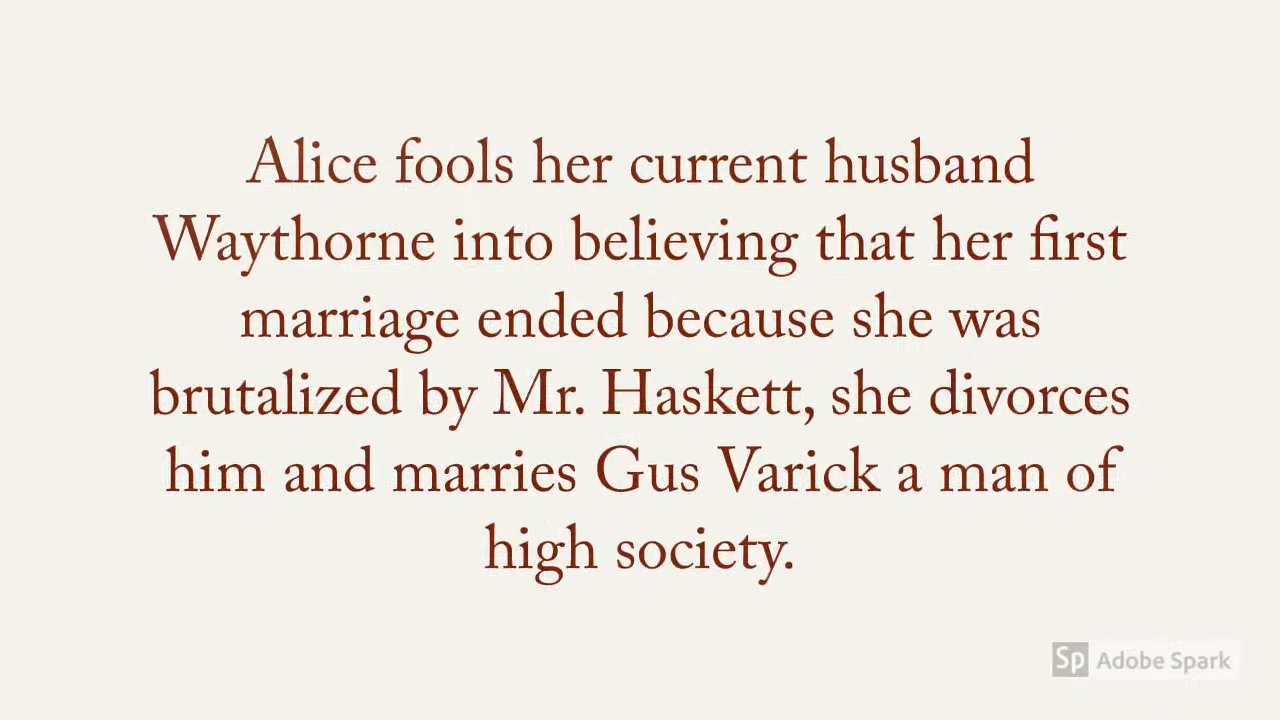 Alice fools her current husband
Waythorne into believing that her first
marriage ended because she was
brutalized by Mr. Haskett, she divorces
him and marries Gus Varick a man of
high society.
Sp Adobe Spark